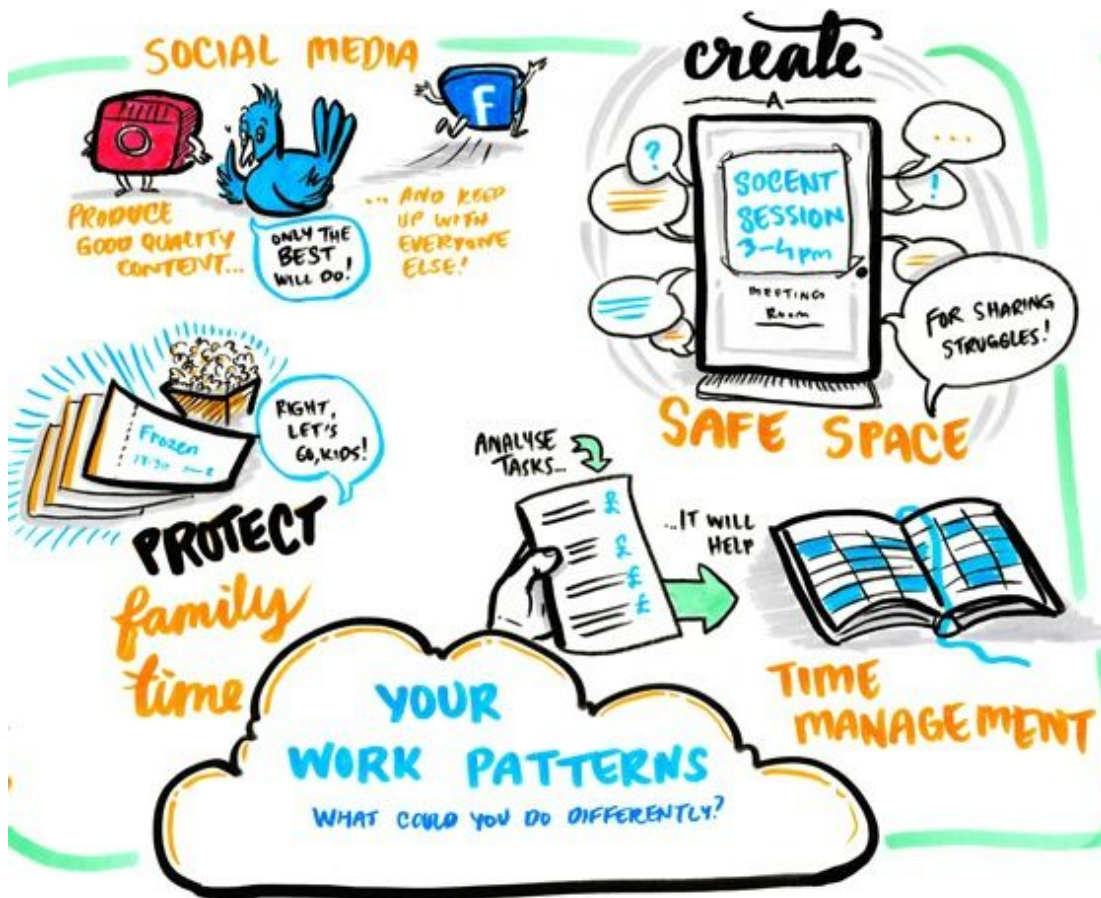 SOCIAL MEDIA
PRODUCE
GOOD QUALITY
CONTENT...
ONLY THE
BEST
WILL DO!
f
... AND KEEP
UP WITH
EVERYONE
ELSE!
create
A
?
...
!
SOCENT
SESSION
3-4pm
MEETING
Room
FOR SHARING
STRUGGLES!
SAFE SPACE
Frozen
RIGHT,
LET'S
GO, KIDS!
PROTECT
family
time
ANALYSE
TASKS...
£
£
£
£
...IT WILL
HELP
TIME
MANAGEMENT
YOUR
WORK PATTERNS
WHAT COULD YOU DO DIFFERENTLY?